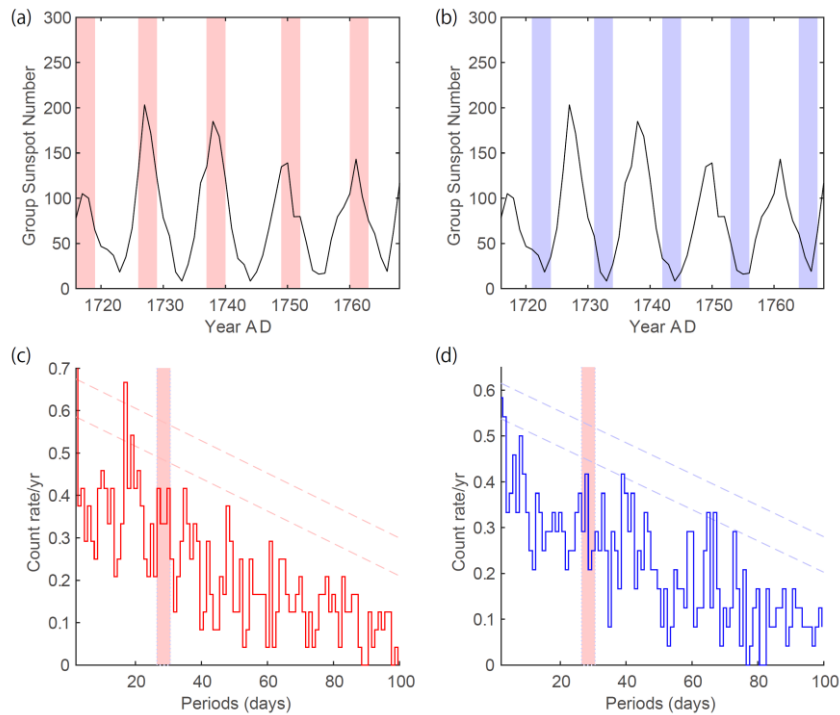 (a)
300
250
200
150
100
50
0
Group Sunspot Number
1720 1730 1740 1750 1760
Year AD
(b)
300
250
200
150
100
50
0
Group Sunspot Number
1720 1730 1740 1750 1760
Year AD
(c)
0.7
0.6
0.5
0.4
0.3
0.2
0.1
0
Count rate/yr
20 40 60 80 100
Periods (days)
(d)
0.6
0.5
0.4
0.3
0.2
0.1
0
Count rate/yr
20 40 60 80 100
Periods (days)